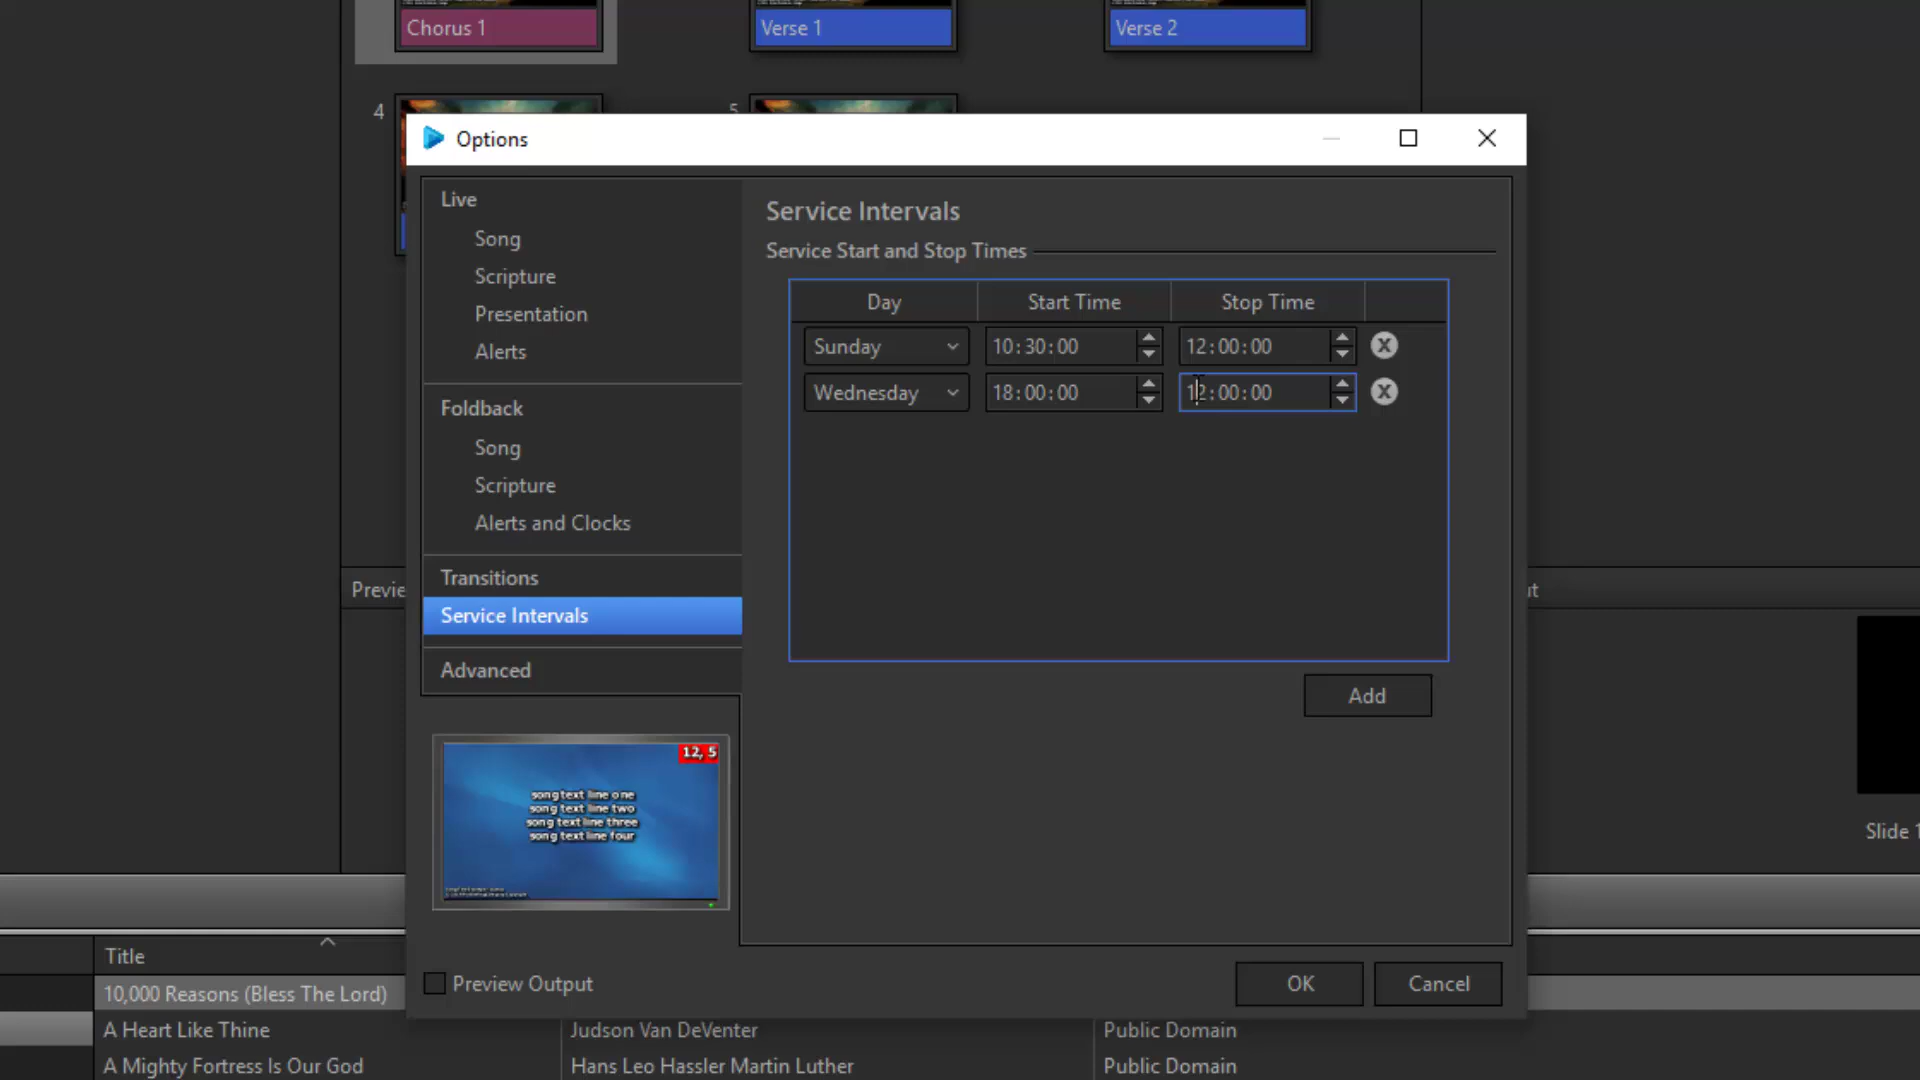 Chorus 1
Verse 1
Verse 2
4
5
Options
Live
Song
Scripture
Presentation
Alerts
Foldback
Song
Scripture
Alerts and Clocks
Transitions
Service Intervals
Advanced
Service Intervals
Service Start and Stop Times
Day Start Time Stop Time
Sunday 10:30:00 12:00:00
Wednesday 18:00:00 12:00:00
Add
12, 5
song text line one
song text line two
song text line three
song text line four
Preview Output
OK
Cancel
Previe
ut
Slide 1
Title
10,000 Reasons (Bless The Lord)
A Heart Like Thine Judson Van DeVenter Public Domain
A Mighty Fortress Is Our God Hans Leo Hassler Martin Luther Public Domain